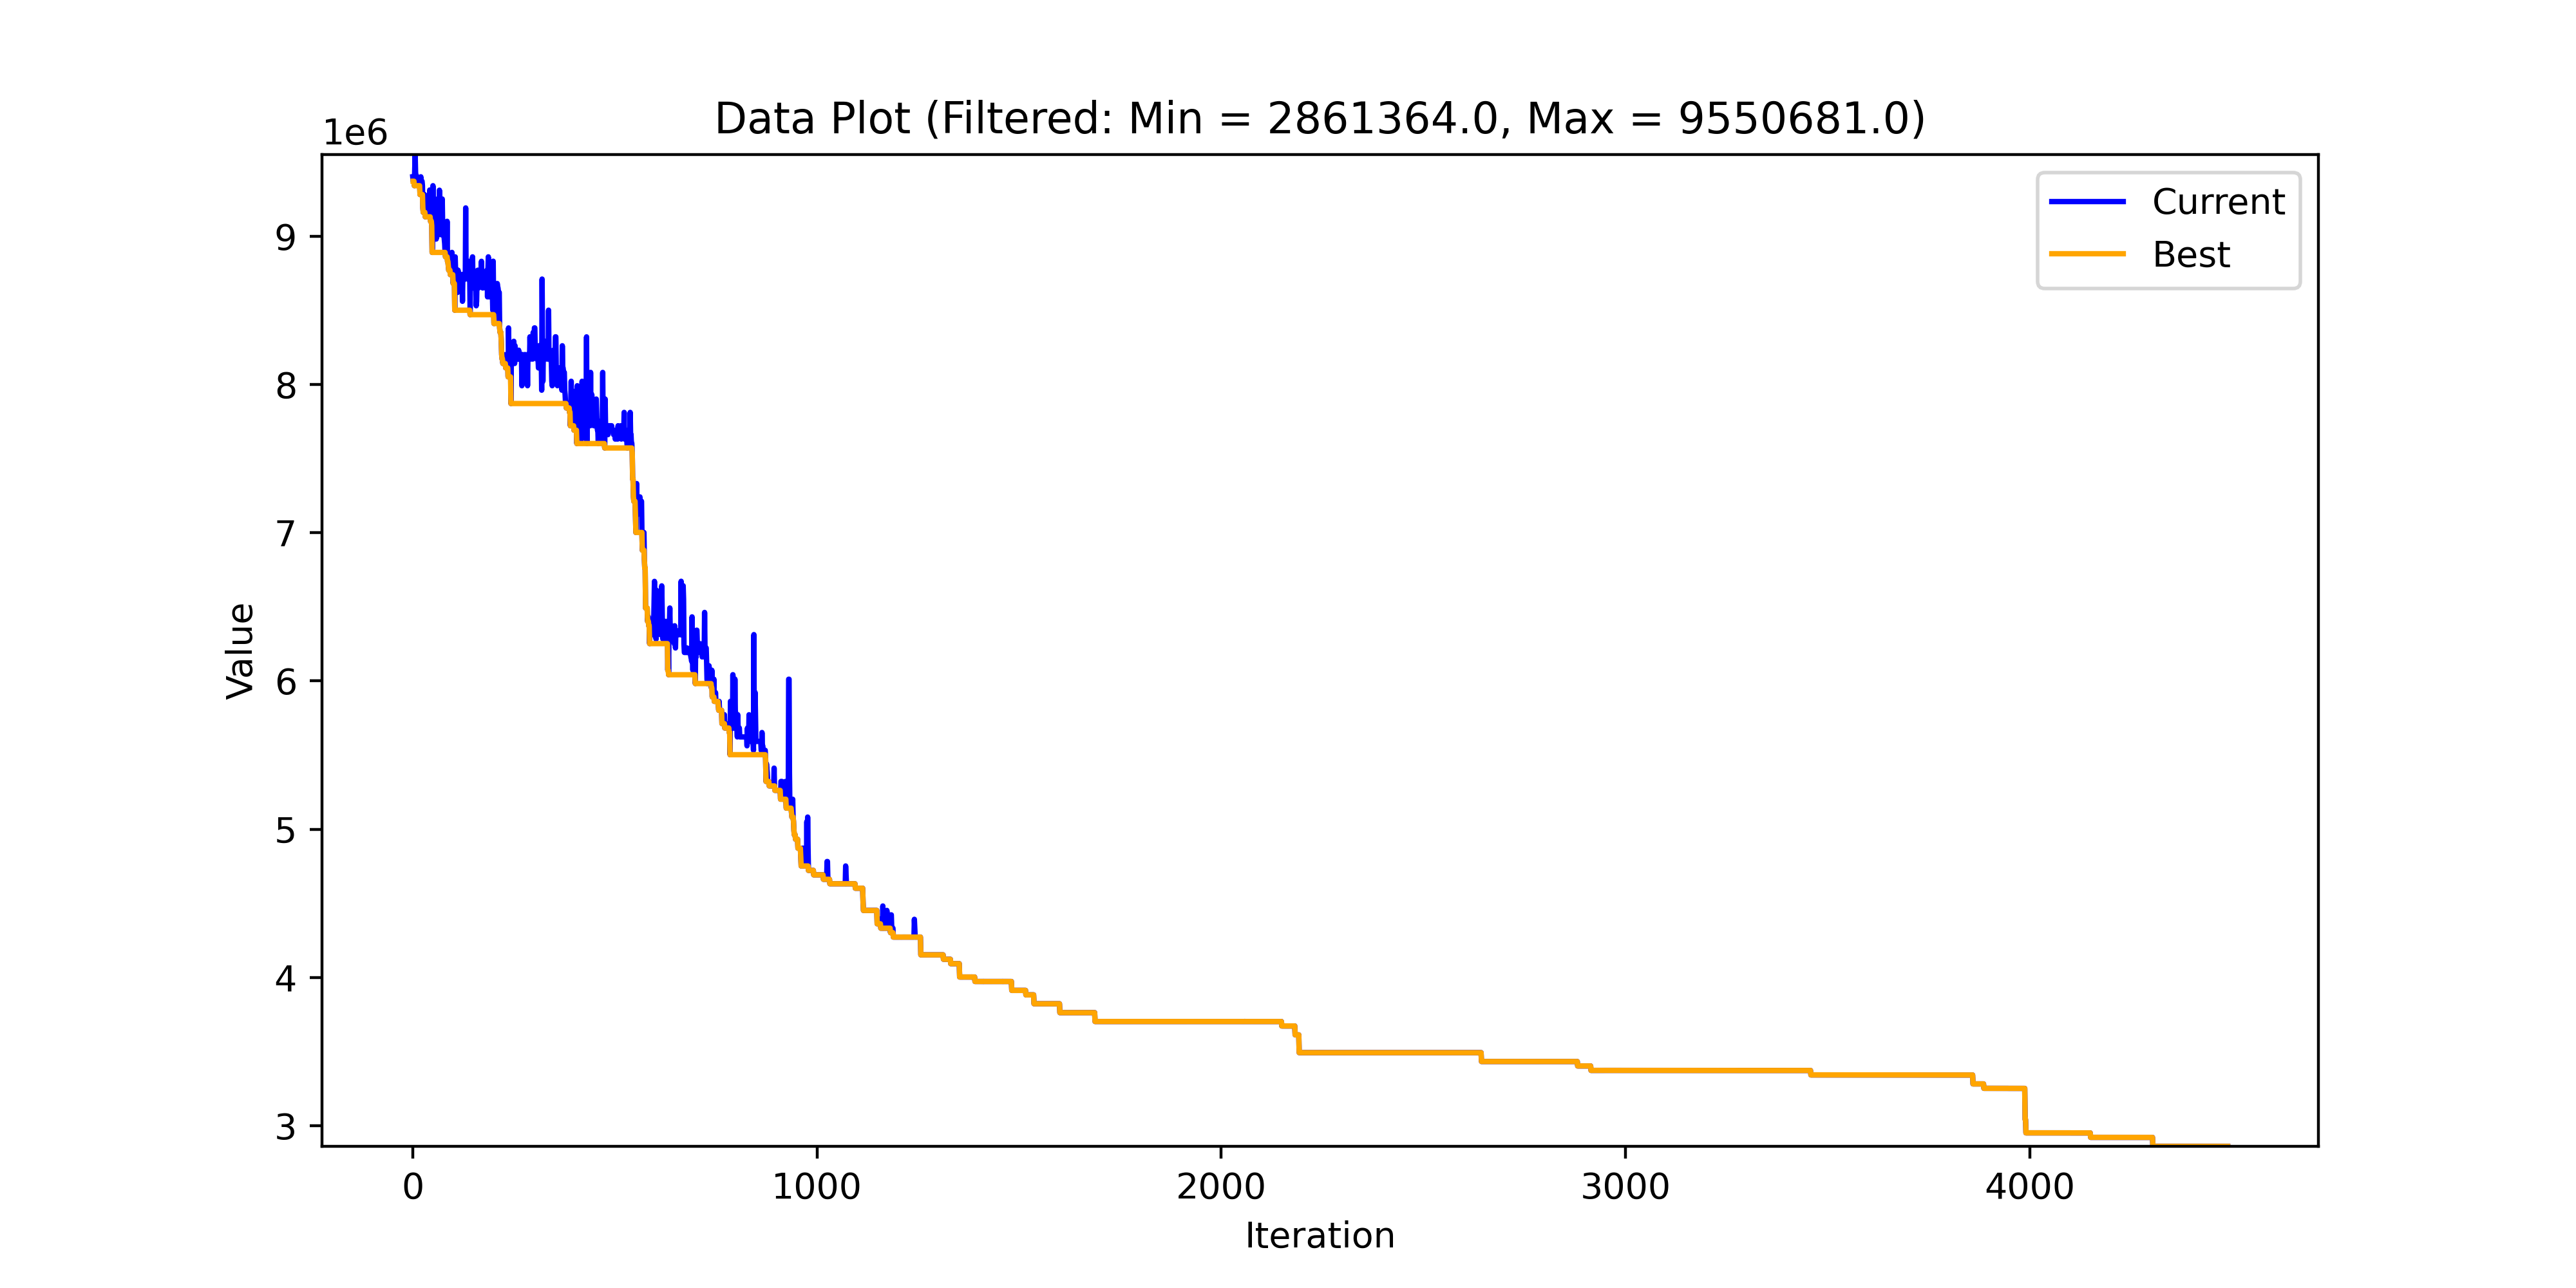 Data Plot (Filtered: Min = 2861364.0, Max = 9550681.0)
1e6
Current
Best
9
8
7
6
5
4
3
Value
0 1000 2000 3000 4000
Iteration